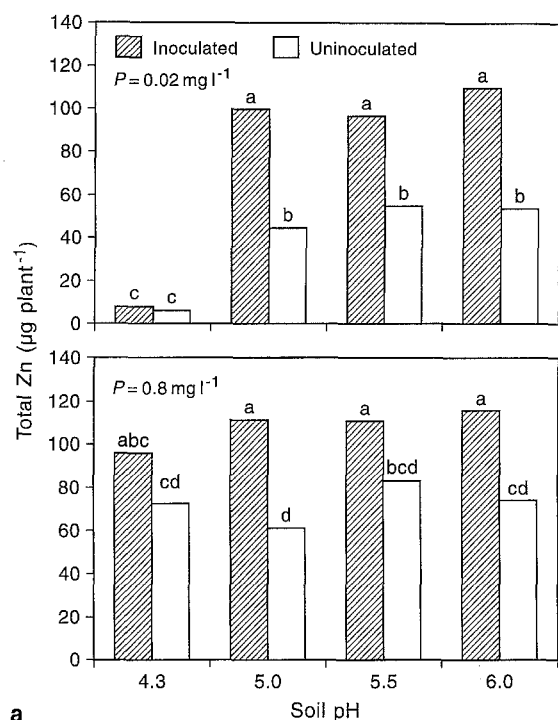 140
Inoculated Uninoculated
120
P = 0.02 mg l-1
a
a
a
100
80
60
b
b
b
40
20
c c
0
Total Zn (µg plant-1)
140
P = 0.8 mg l-1
120
a
a
a
abc
100
bcd
80
cd
cd
d
60
40
20
0
4.3 5.0 5.5 6.0
a
Soil pH